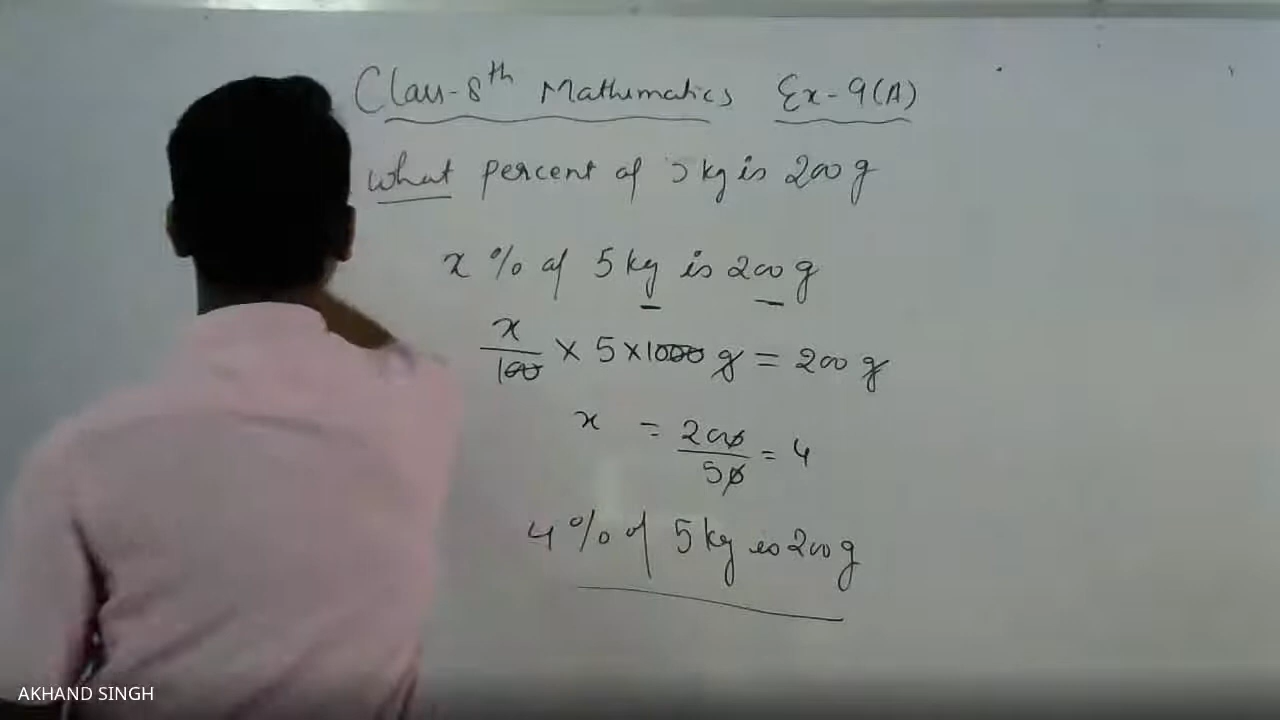 Class-8th Mathematics Ex-9(A)
What percent of 5 kg is 200 g
x % of 5 kg is 200 g
x/100 × 5 × 1000 g = 200 g
x = 200/50 = 4
4 % of 5 kg is 200 g
AKHAND SINGH